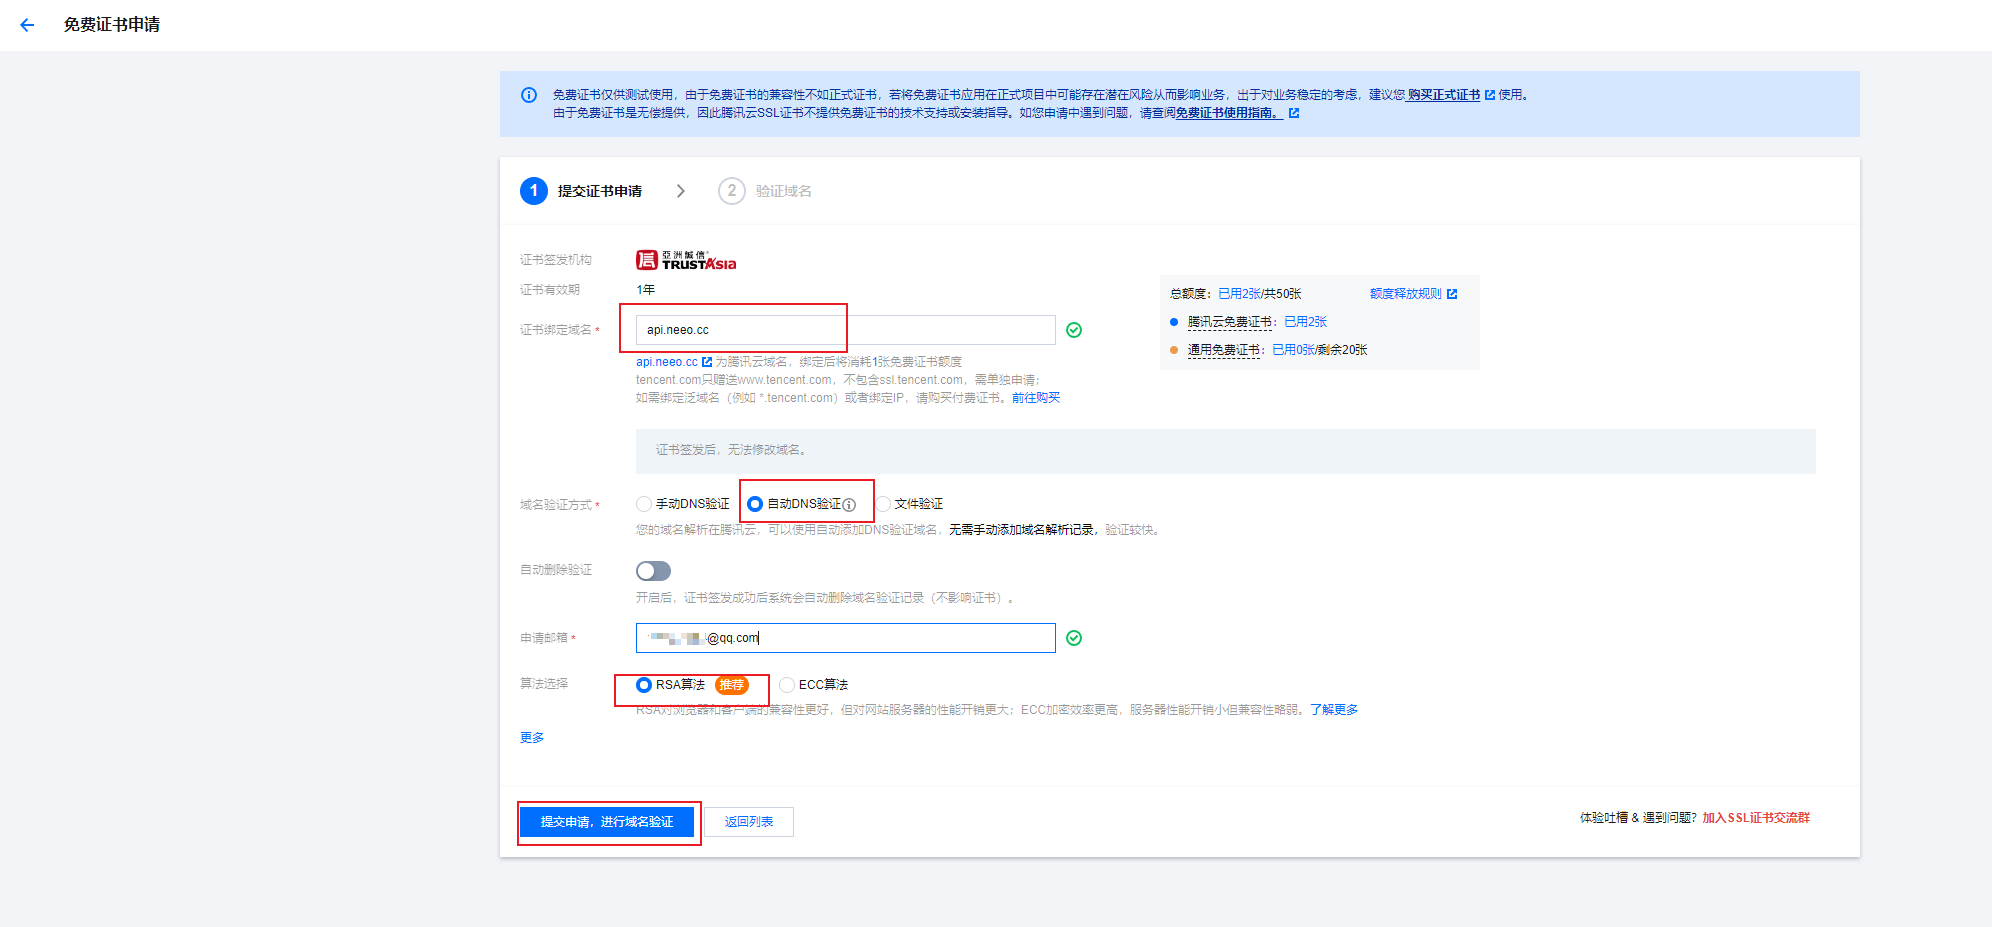 免费证书申请
免费证书仅供测试使用，由于免费证书的兼容性不如正式证书，若将免费证书应用在正式项目中可能存在潜在风险从而影响业务，出于对业务稳定的考虑，建议您 购买正式证书 使用。
由于免费证书是无偿提供，因此腾讯云SSL证书不提供免费证书的技术支持或安装指导。如您申请中遇到问题，请查阅免费证书使用指南。
1 提交证书申请 2 验证域名
证书签发机构 亞洲誠信 TRUSTAsia
证书有效期 1年
总额度：已用2张/共50张 额度释放规则
腾讯云免费证书：已用2张
通用免费证书：已用0张/剩余20张
证书绑定域名* api.neeo.cc
api.neeo.cc 为腾讯云域名，绑定后将消耗1张免费证书额度
tencent.com只赠送www.tencent.com，不包含ssl.tencent.com，需单独申请；
如需绑定泛域名（例如 *.tencent.com）或者绑定IP，请购买付费证书。前往购买
证书签发后，无法修改域名。
域名验证方式* 手动DNS验证 自动DNS验证 文件验证
您的域名解析在腾讯云，可以使用自动添加DNS验证域名，无需手动添加域名解析记录，验证较快。
自动删除验证
开启后，证书签发成功后系统会自动删除域名验证记录（不影响证书）。
申请邮箱* @qq.com
算法选择 RSA算法 推荐 ECC算法
RSA对浏览器和客户端的兼容性更好，但对网站服务器的性能开销更大；ECC加密效率更高，服务器性能开销小但兼容性略弱。了解更多
更多
提交申请，进行域名验证 返回列表
体验吐槽 & 遇到问题？加入SSL证书交流群